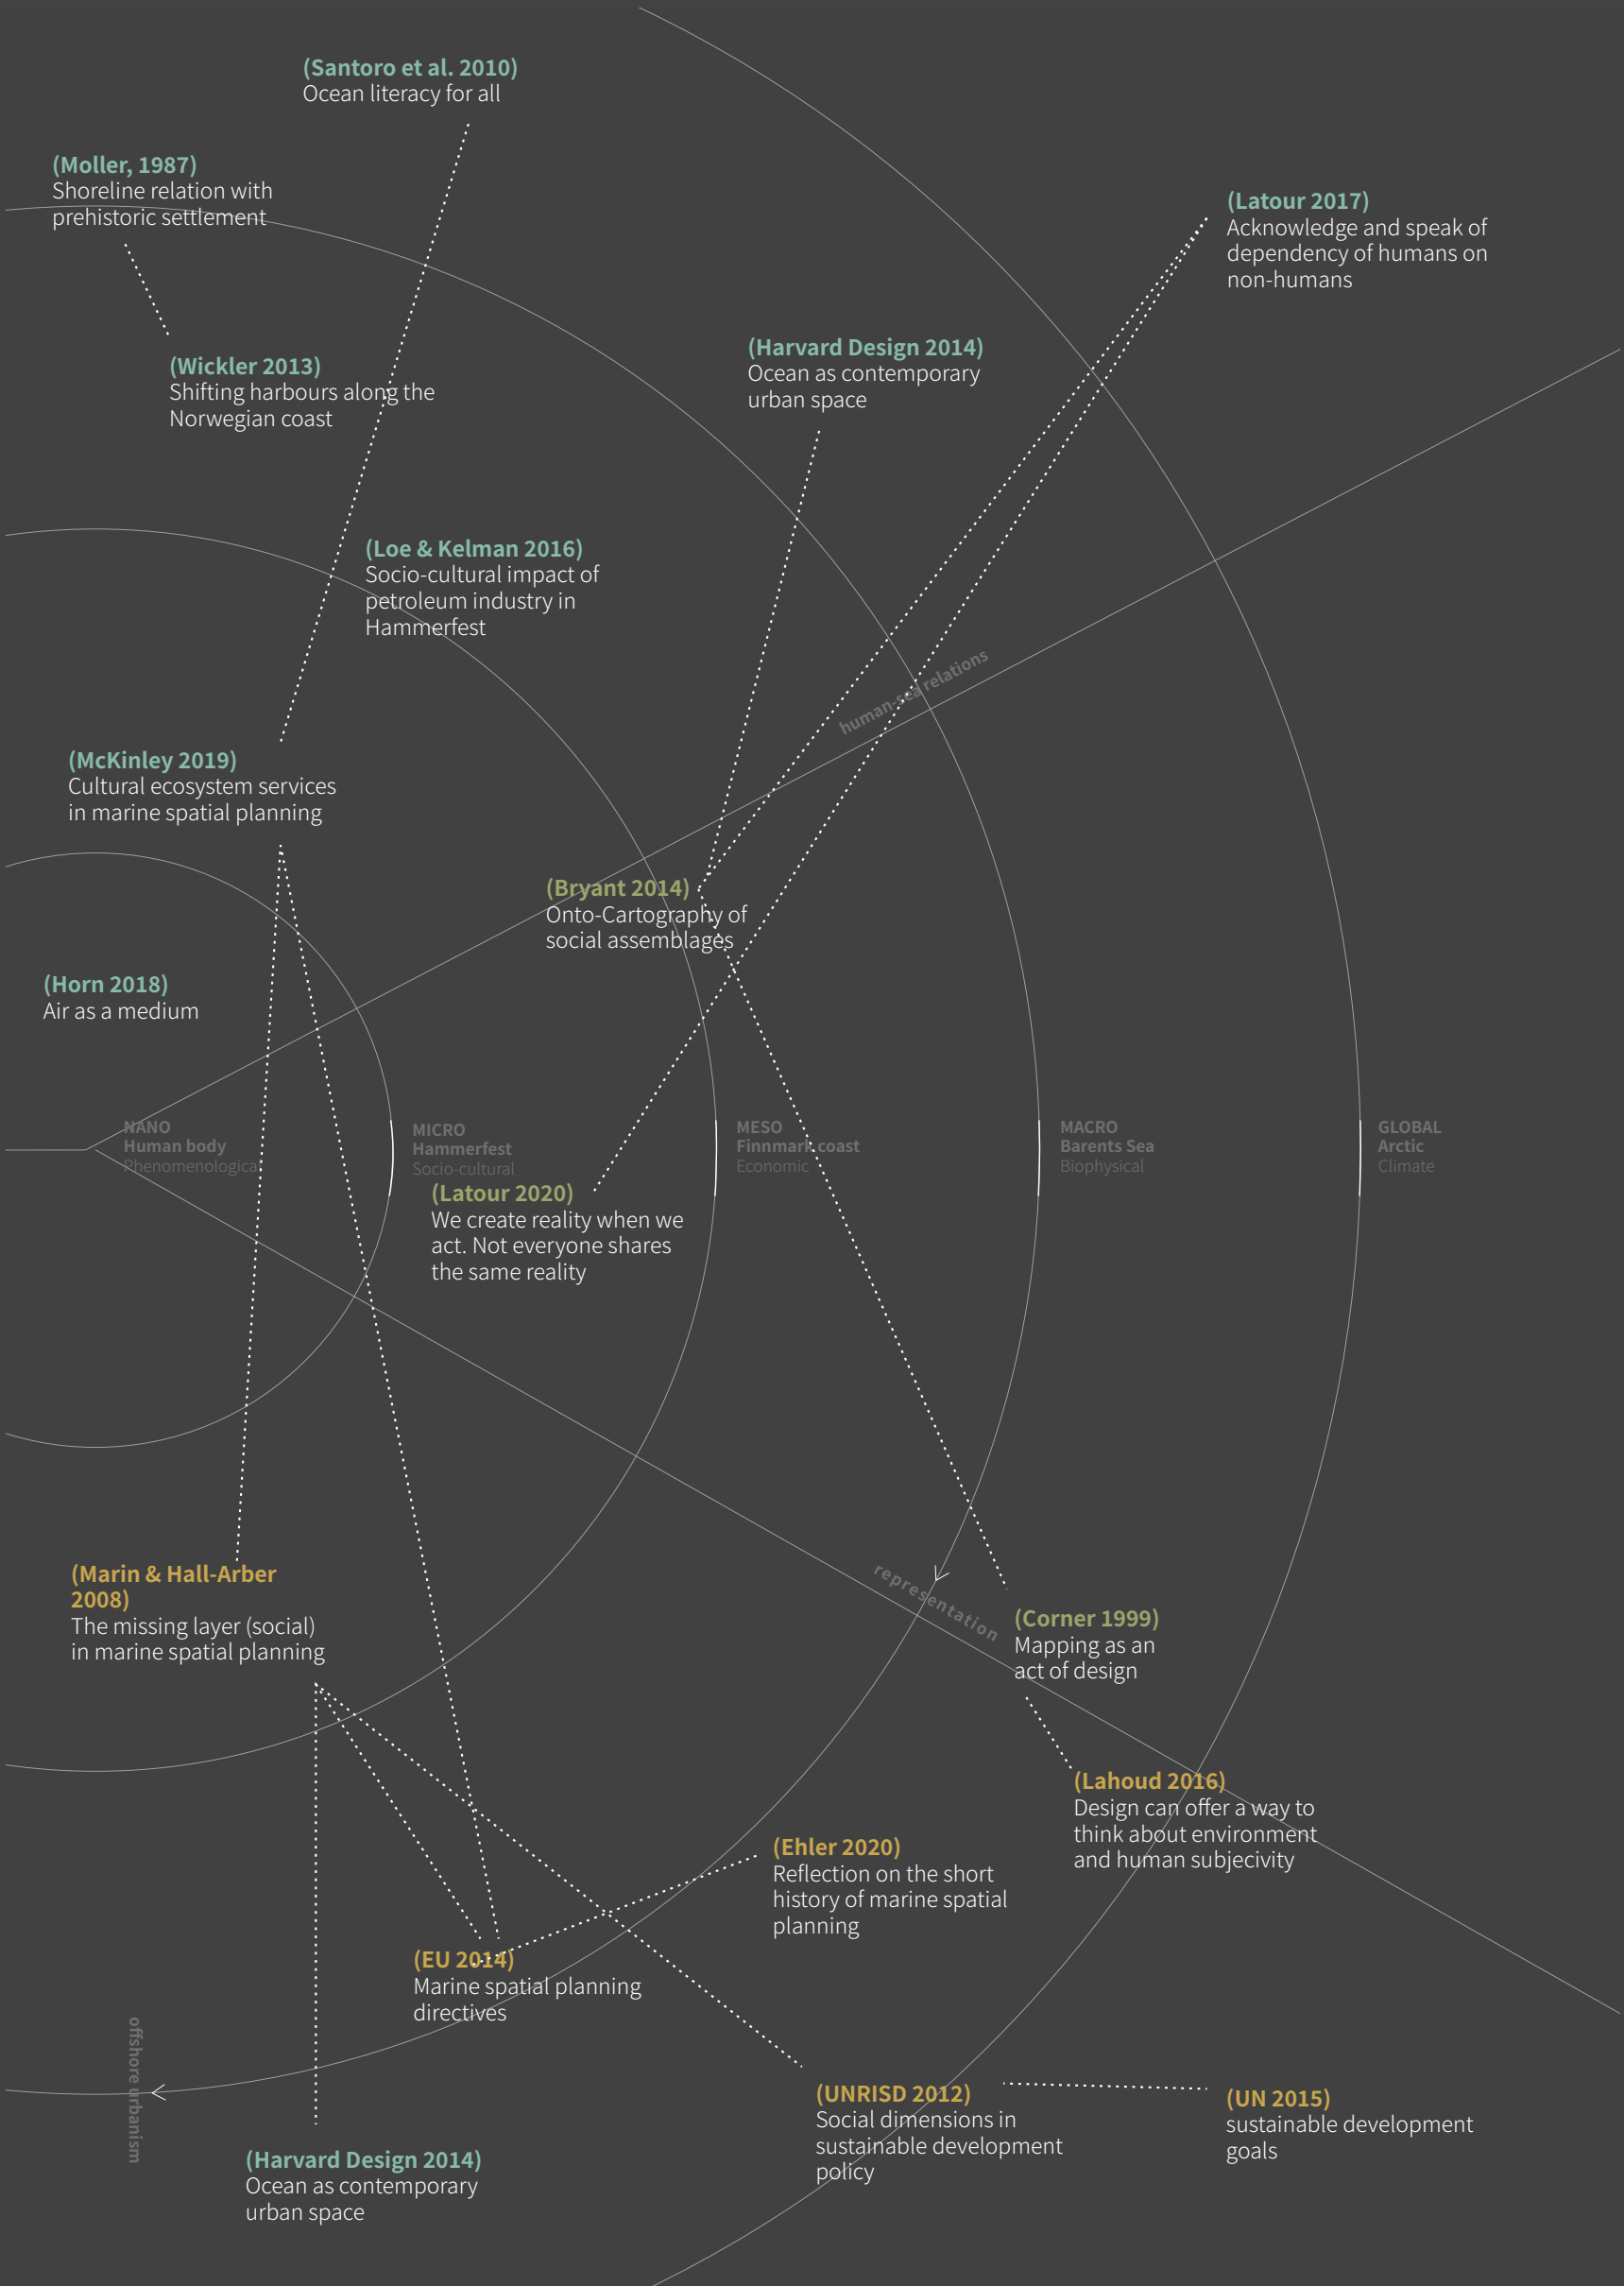 (Santoro et al. 2010)
Ocean literacy for all
(Moller, 1987)
Shoreline relation with
prehistoric settlement
(Latour 2017)
Acknowledge and speak of
dependency of humans on
non-humans
(Wickler 2013)
Shifting harbours along the
Norwegian coast
(Harvard Design 2014)
Ocean as contemporary
urban space
(Loe & Kelman 2016)
Socio-cultural impact of
petroleum industry in
Hammerfest
human-sea relations
(McKinley 2019)
Cultural ecosystem services
in marine spatial planning
(Bryant 2014)
Onto-Cartography of
social assemblages
(Horn 2018)
Air as a medium
NANO
Human body
Phenomenological
MICRO
Hammerfest
Socio-cultural
MESO
Finnmark coast
Economic
MACRO
Barents Sea
Biophysical
GLOBAL
Arctic
Climate
(Latour 2020)
We create reality when we
act. Not everyone shares
the same reality
(Marin & Hall-Arber
2008)
The missing layer (social)
in marine spatial planning
representation
(Corner 1999)
Mapping as an
act of design
(Lahoud 2016)
Design can offer a way to
think about environment
and human subjecivity
(Ehler 2020)
Reflection on the short
history of marine spatial
planning
(EU 2014)
Marine spatial planning
directives
offshore urbanism
(UNRISD 2012)
Social dimensions in
sustainable development
policy
(UN 2015)
sustainable development
goals
(Harvard Design 2014)
Ocean as contemporary
urban space